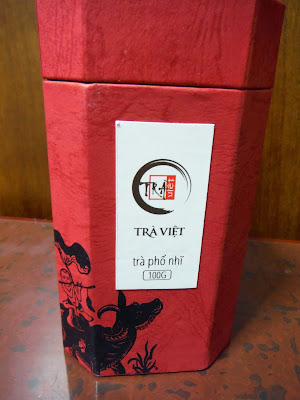 TRÀ việt
TRÀ VIỆT
trà phổ nhĩ
100G